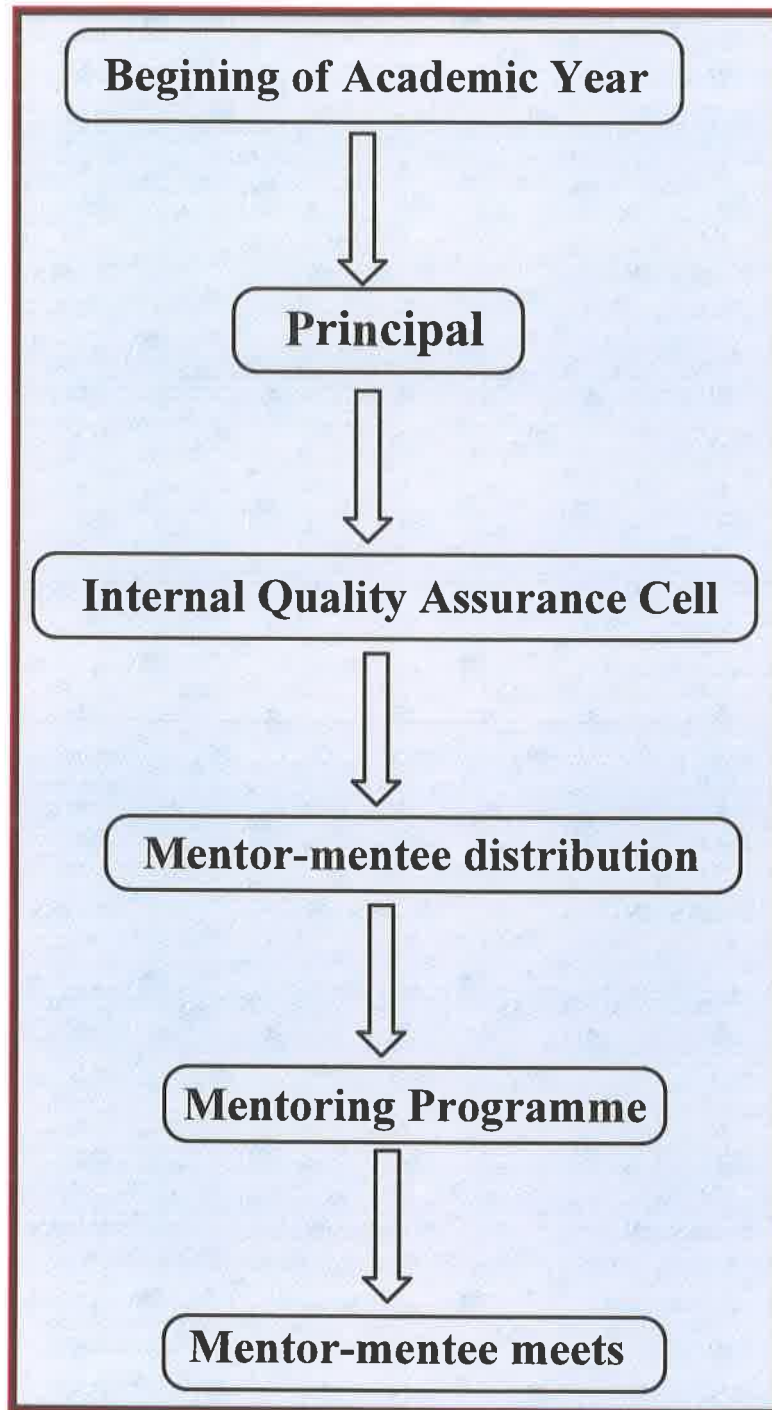 Begining of Academic Year
Principal
Internal Quality Assurance Cell
Mentor-mentee distribution
Mentoring Programme
Mentor-mentee meets